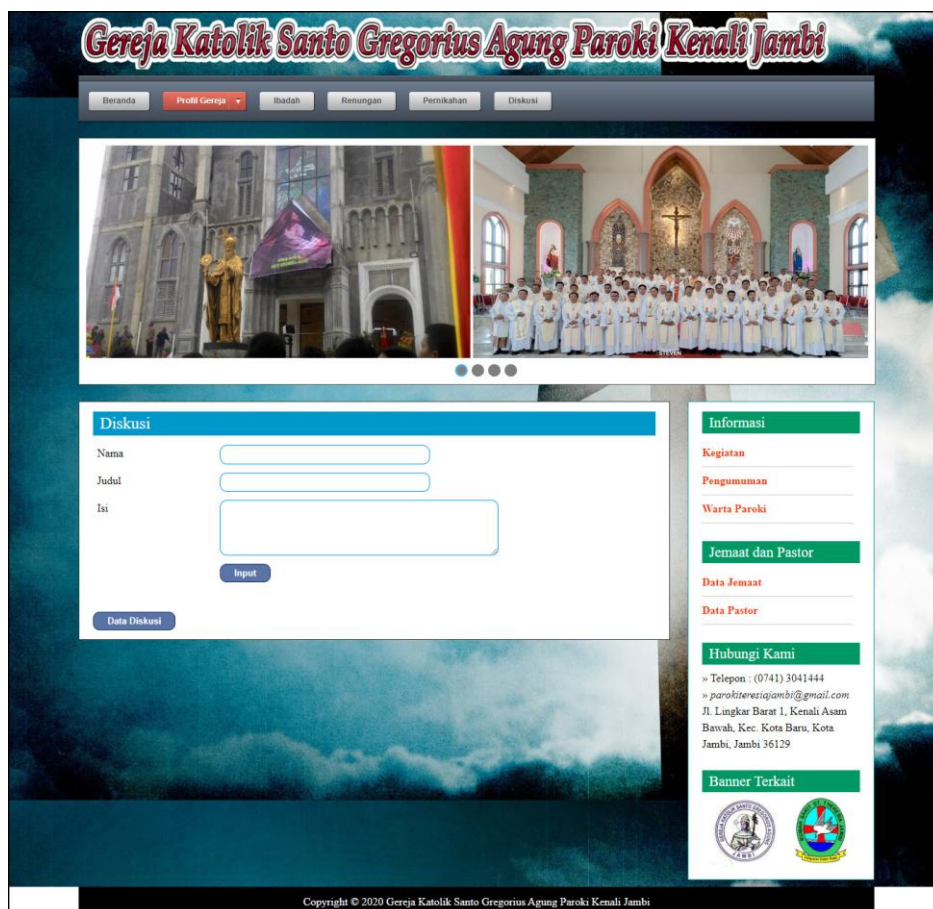 Gereja Katolik Santo Gregorius Agung Paroki Kenali Jambi
Beranda
Profil Gereja
Ibadah
Renungan
Pernikahan
Diskusi
STEVEN
Diskusi
Nama
Judul
Isi
Input
Data Diskusi
Informasi
Kegiatan
Pengumuman
Warta Paroki
Jemaat dan Pastor
Data Jemaat
Data Pastor
Hubungi Kami
» Telepon : (0741) 3041444
» parokiteresiajambi@gmail.com
Jl. Lingkar Barat 1, Kenali Asam
Bawah, Kec. Kota Baru, Kota
Jambi, Jambi 36129
Banner Terkait
JAMBI
Copyright © 2020 Gereja Katolik Santo Gregorius Agung Paroki Kenali Jambi